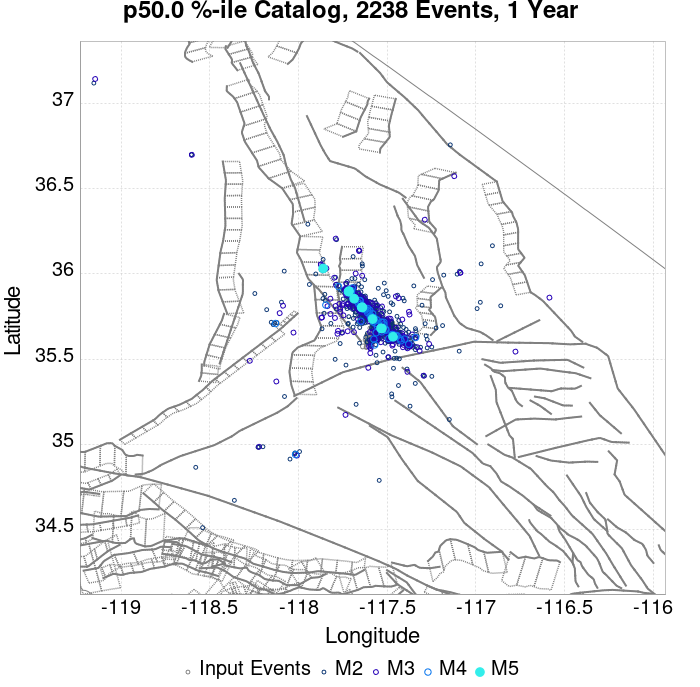 p50.0 %-ile Catalog, 2238 Events, 1 Year
37
36.5
36
35.5
35
34.5
Latitude
-119 -118.5 -118 -117.5 -117 -116.5 -116
Longitude
Input Events M2 M3 M4 M5